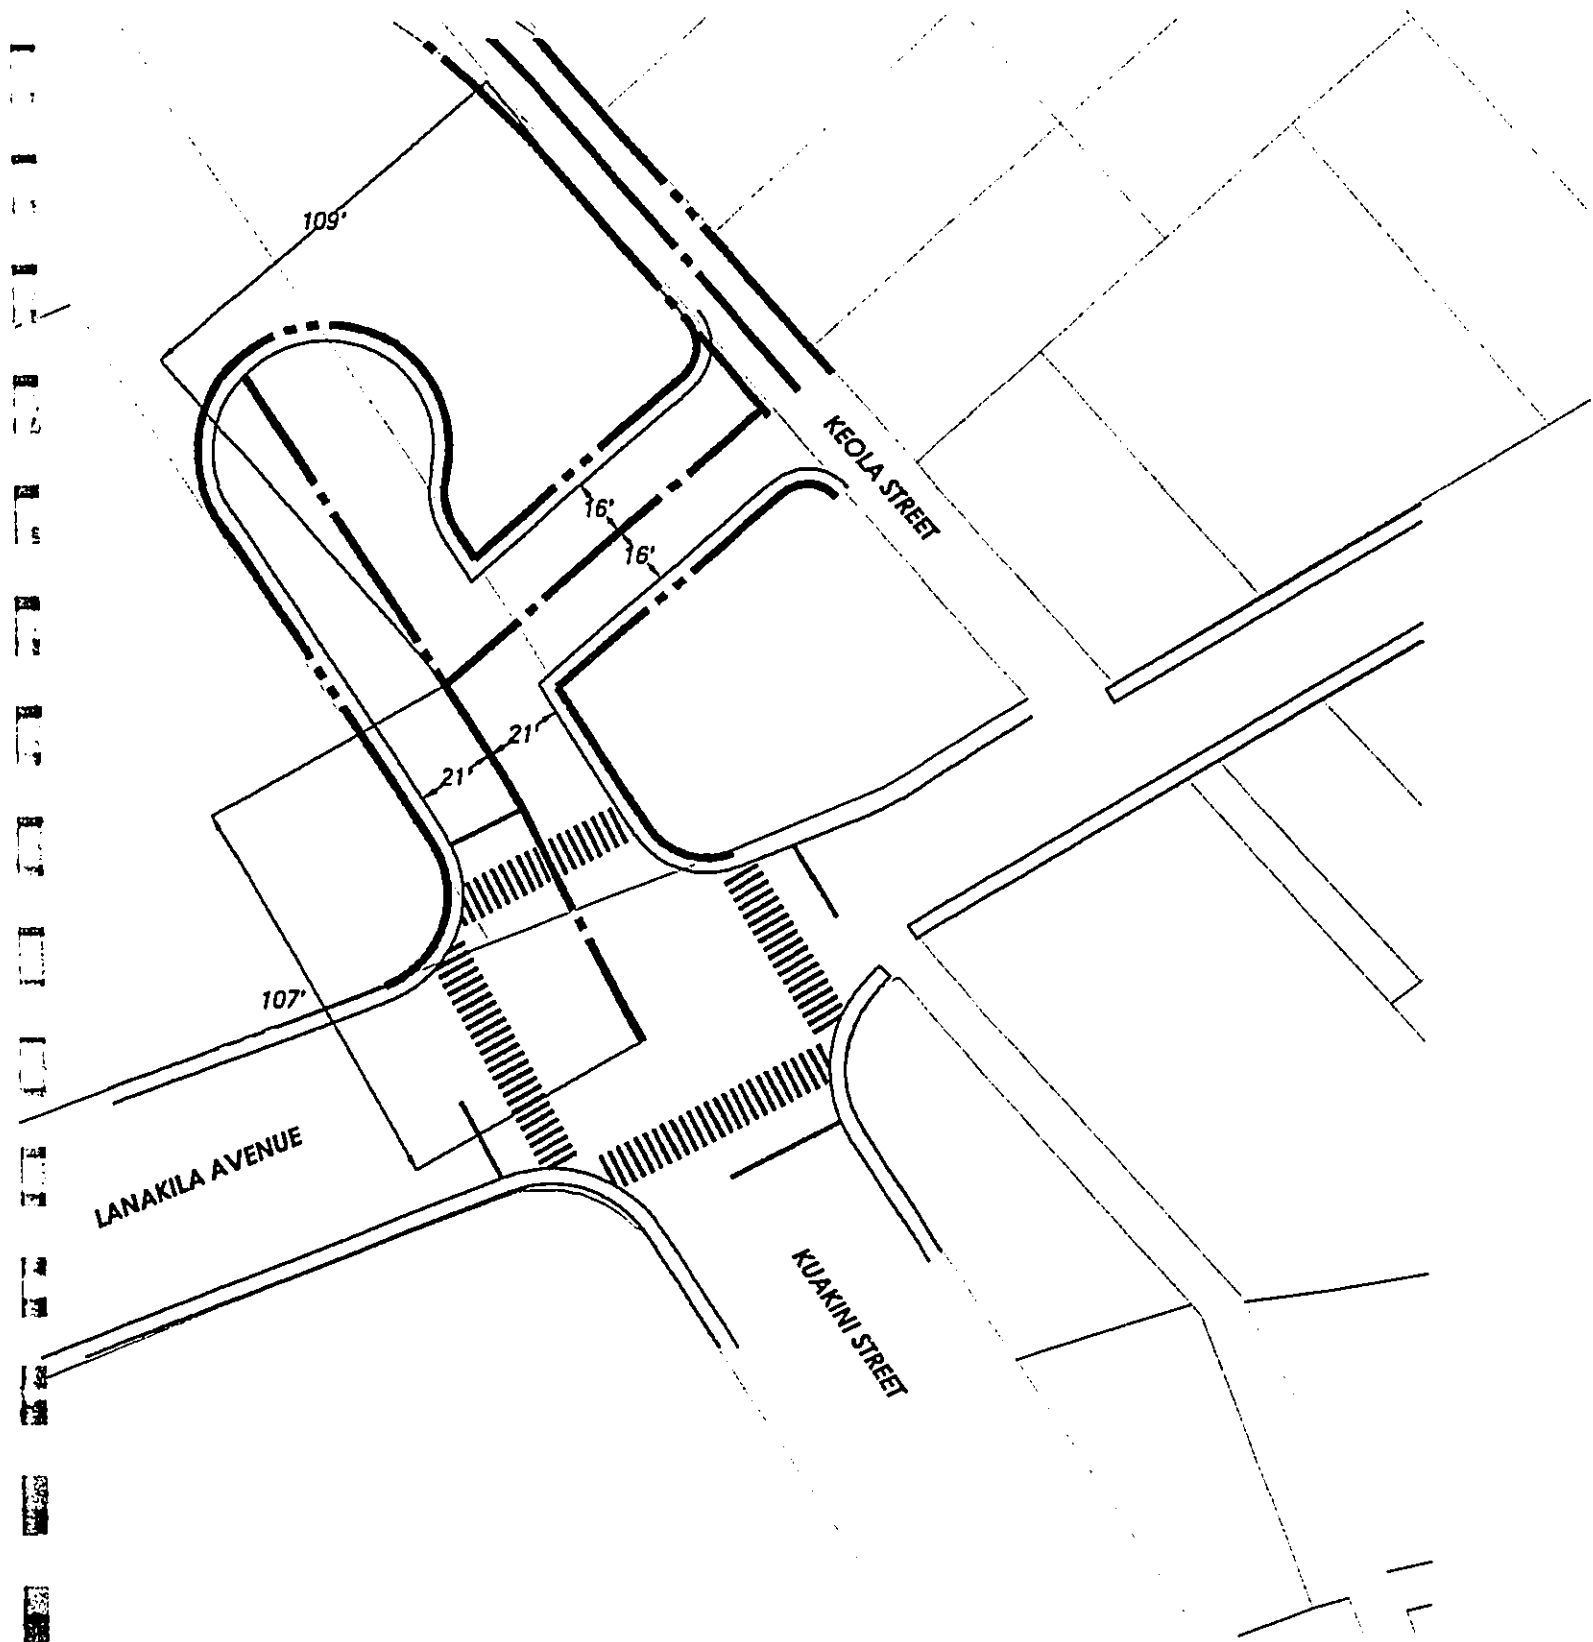 109'
KEOLA STREET
16'
16'
21'
21'
107'
LANAKILA AVENUE
KUAKINI STREET